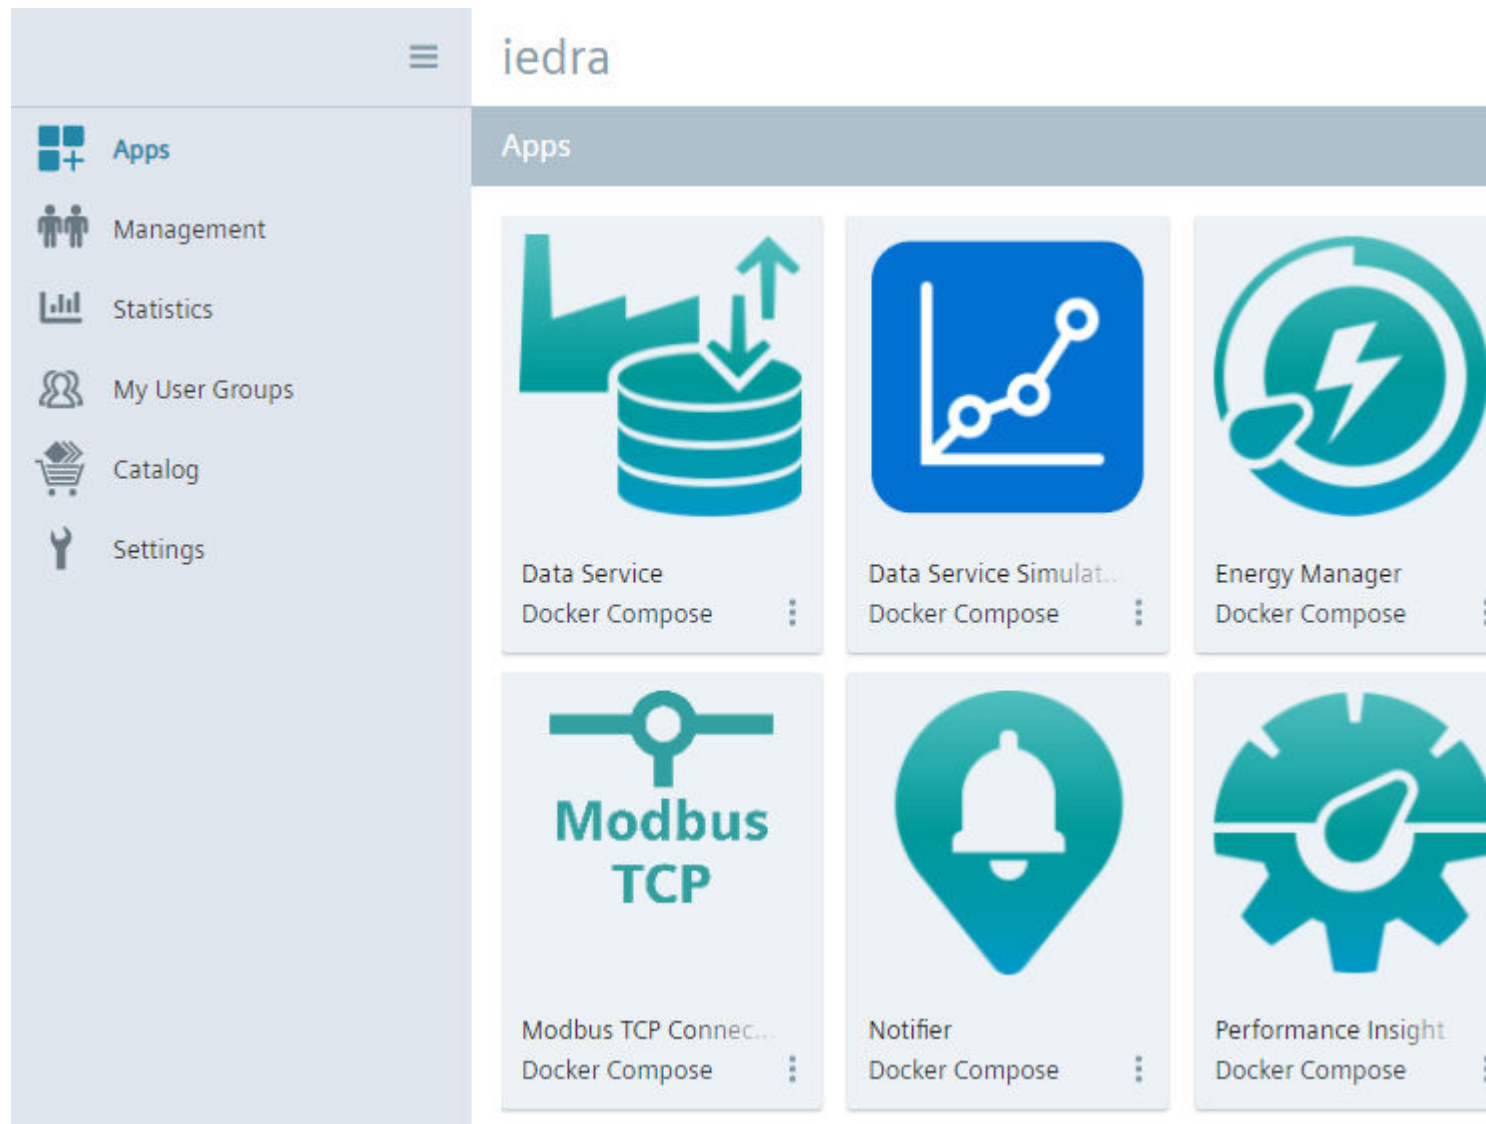 iedra
Apps
Apps
Management
Statistics
My User Groups
Catalog
Settings
Data Service
Docker Compose
Data Service Simulat...
Docker Compose
Energy Manager
Docker Compose
Modbus
TCP
Modbus TCP Connec...
Docker Compose
Notifier
Docker Compose
Performance Insight
Docker Compose